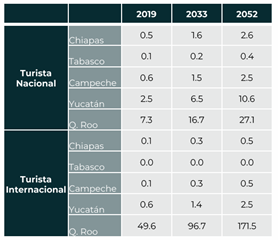 2019 2033 2052
Turista Nacional
Chiapas 0.5 1.6 2.6
Tabasco 0.1 0.2 0.4
Campeche 0.6 1.5 2.5
Yucatán 2.5 6.5 10.6
Q. Roo 7.3 16.7 27.1
Turista Internacional
Chiapas 0.1 0.3 0.5
Tabasco 0.0 0.0 0.0
Campeche 0.1 0.3 0.5
Yucatán 0.6 1.4 2.5
Q. Roo 49.6 96.7 171.5